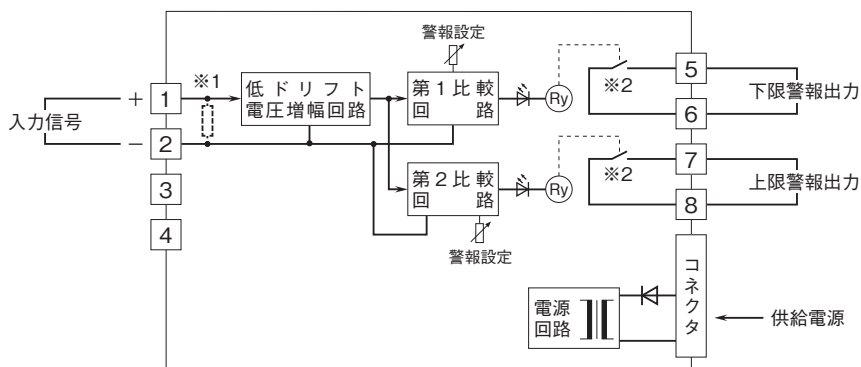 警報設定
※1
+
1
低ドリフト
電圧増幅回路
第1比較
回路
Ry
※2
5
6
下限警報出力
入力信号
−
2
3
4
第2比較
回路
警報設定
Ry
※2
7
8
上限警報出力
電源
回路
コネクタ
供給電源